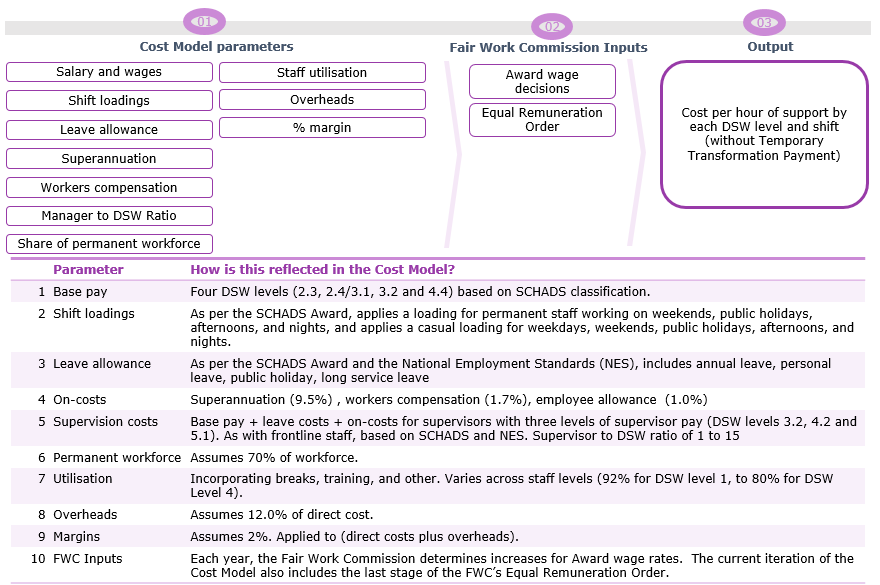 01
02
03
Cost Model parameters
Fair Work Commission Inputs
Output
Salary and wages
Shift loadings
Leave allowance
Superannuation
Workers compensation
Manager to DSW Ratio
Share of permanent workforce
Staff utilisation
Overheads
% margin
Award wage
decisions
Equal Remuneration
Order
Cost per hour of support by
each DSW level and shift
(without Temporary
Transformation Payment)
Parameter How is this reflected in the Cost Model?
1 Base pay Four DSW levels (2.3, 2.4/3.1, 3.2 and 4.4) based on SCHADS classification.
2 Shift loadings As per the SCHADS Award, applies a loading for permanent staff working on weekends, public holidays,
afternoons, and nights, and applies a casual loading for weekdays, weekends, public holidays, afternoons, and
nights.
3 Leave allowance As per the SCHADS Award and the National Employment Standards (NES), includes annual leave, personal
leave, public holiday, long service leave
4 On-costs Superannuation (9.5%) , workers compensation (1.7%), employee allowance (1.0%)
5 Supervision costs Base pay + leave costs + on-costs for supervisors with three levels of supervisor pay (DSW levels 3.2, 4.2 and
5.1). As with frontline staff, based on SCHADS and NES. Supervisor to DSW ratio of 1 to 15
6 Permanent workforce Assumes 70% of workforce.
7 Utilisation Incorporating breaks, training, and other. Varies across staff levels (92% for DSW level 1, to 80% for DSW
Level 4).
8 Overheads Assumes 12.0% of direct cost.
9 Margins Assumes 2%. Applied to (direct costs plus overheads).
10 FWC Inputs Each year, the Fair Work Commission determines increases for Award wage rates. The current iteration of the
Cost Model also includes the last stage of the FWC's Equal Remuneration Order.